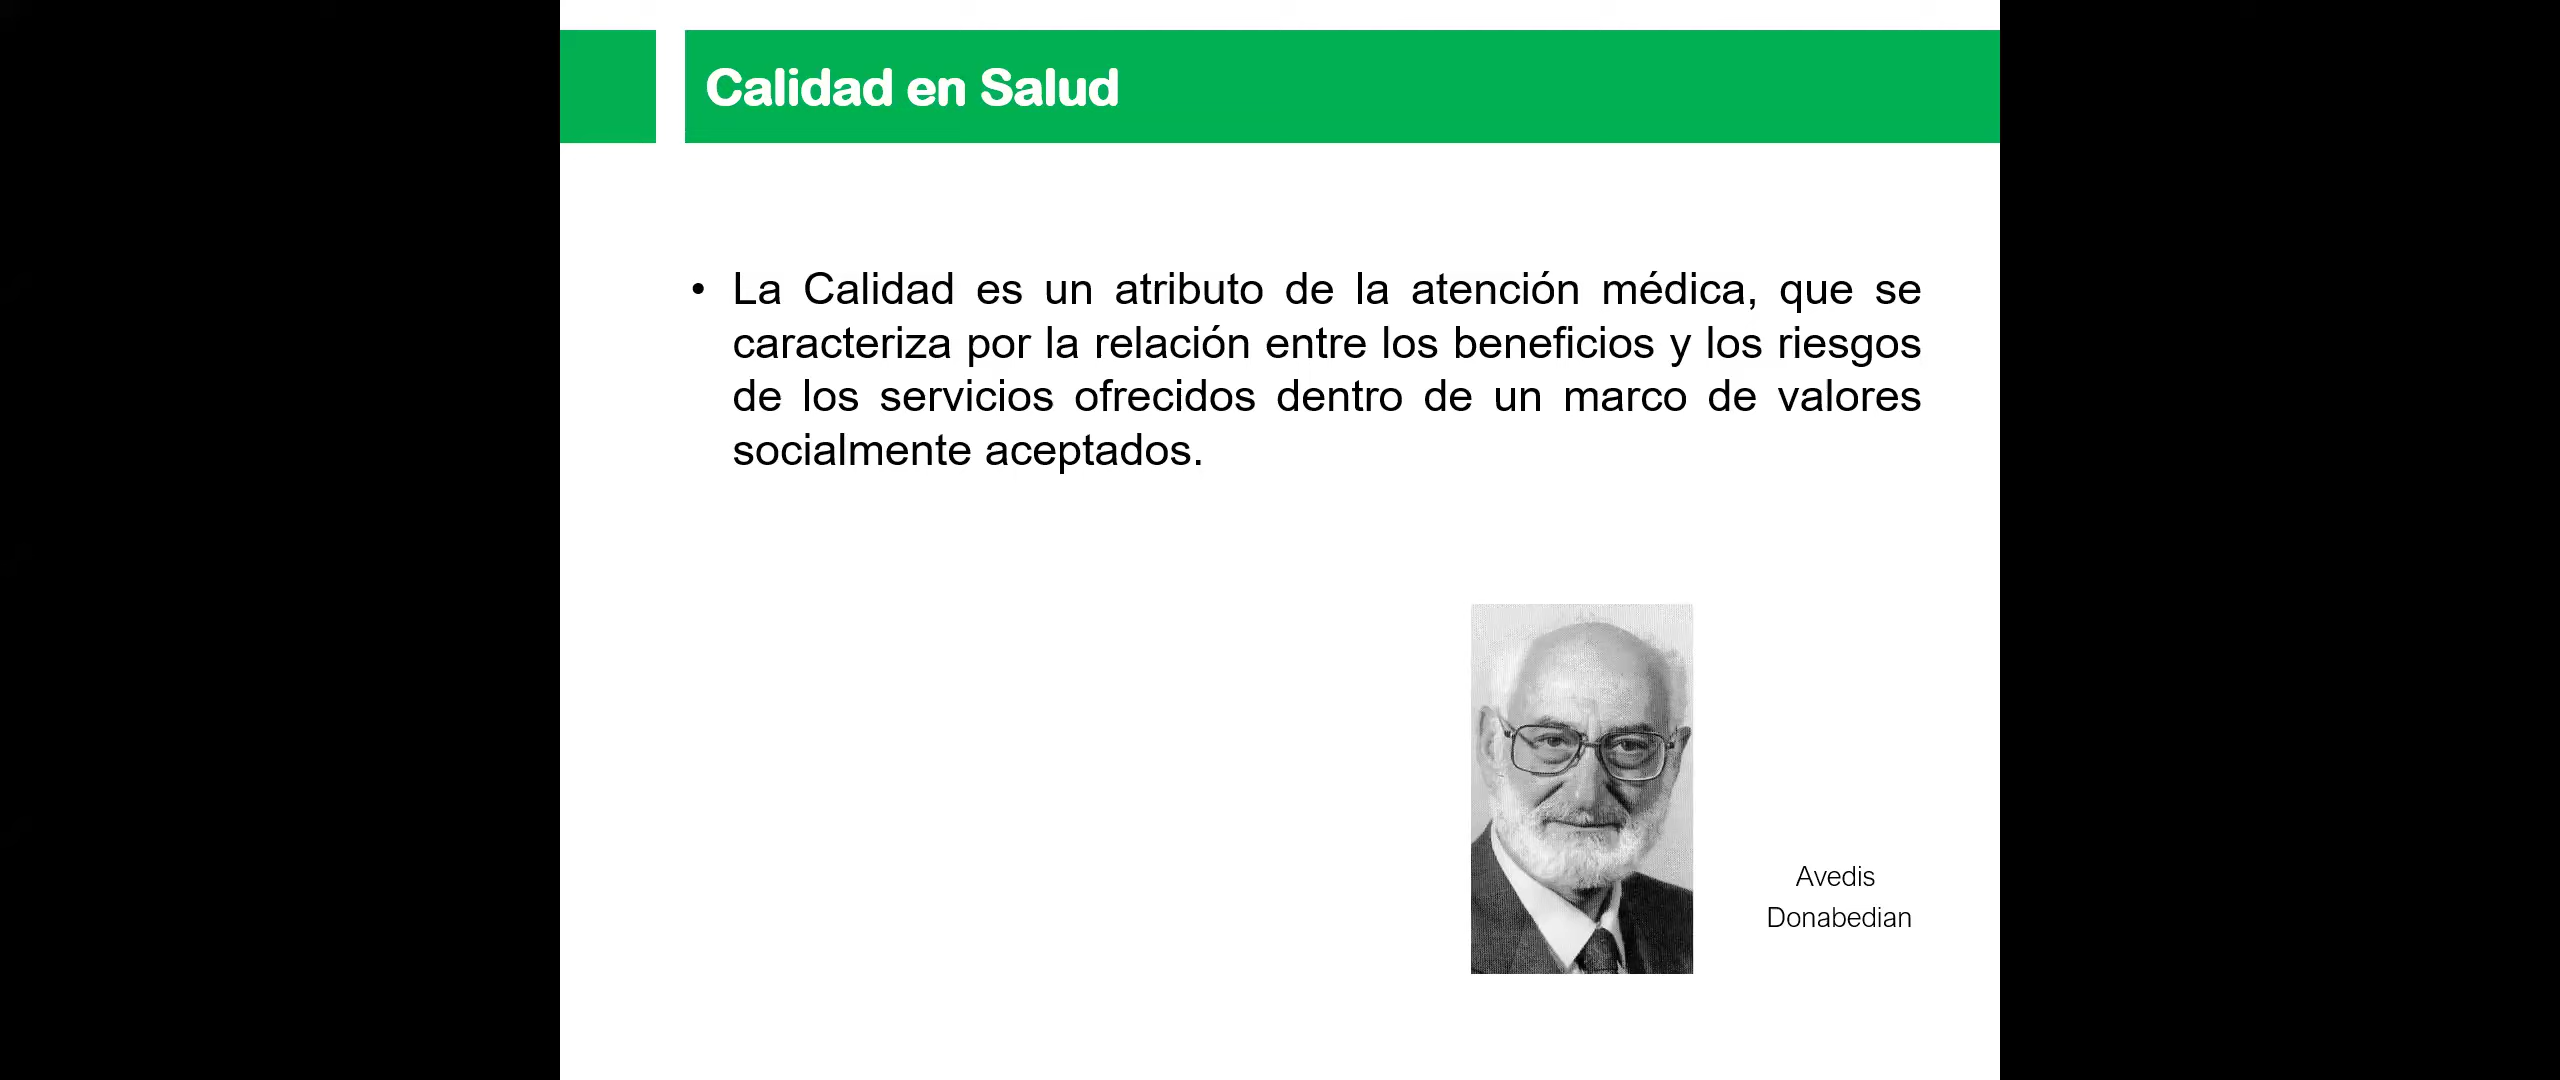 Calidad en Salud
• La Calidad es un atributo de la atención médica, que se
caracteriza por la relación entre los beneficios y los riesgos
de los servicios ofrecidos dentro de un marco de valores
socialmente aceptados.
Avedis
Donabedian